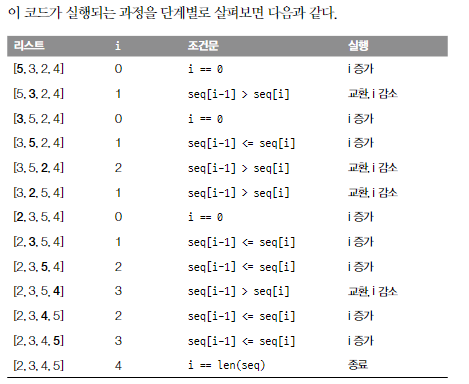 이 코드가 실행되는 과정을 단계별로 살펴보면 다음과 같다.
리스트 i 조건문 실행
[5, 3, 2, 4] 0 i == 0 i 증가
[5, 3, 2, 4] 1 seq[i-1] > seq[i] 교환, i 감소
[3, 5, 2, 4] 0 i == 0 i 증가
[3, 5, 2, 4] 1 seq[i-1] <= seq[i] i 증가
[3, 5, 2, 4] 2 seq[i-1] > seq[i] 교환, i 감소
[3, 2, 5, 4] 1 seq[i-1] > seq[i] 교환, i 감소
[2, 3, 5, 4] 0 i == 0 i 증가
[2, 3, 5, 4] 1 seq[i-1] <= seq[i] i 증가
[2, 3, 5, 4] 2 seq[i-1] <= seq[i] i 증가
[2, 3, 5, 4] 3 seq[i-1] > seq[i] 교환, i 감소
[2, 3, 4, 5] 2 seq[i-1] <= seq[i] i 증가
[2, 3, 4, 5] 3 seq[i-1] <= seq[i] i 증가
[2, 3, 4, 5] 4 i == len(seq) 종료